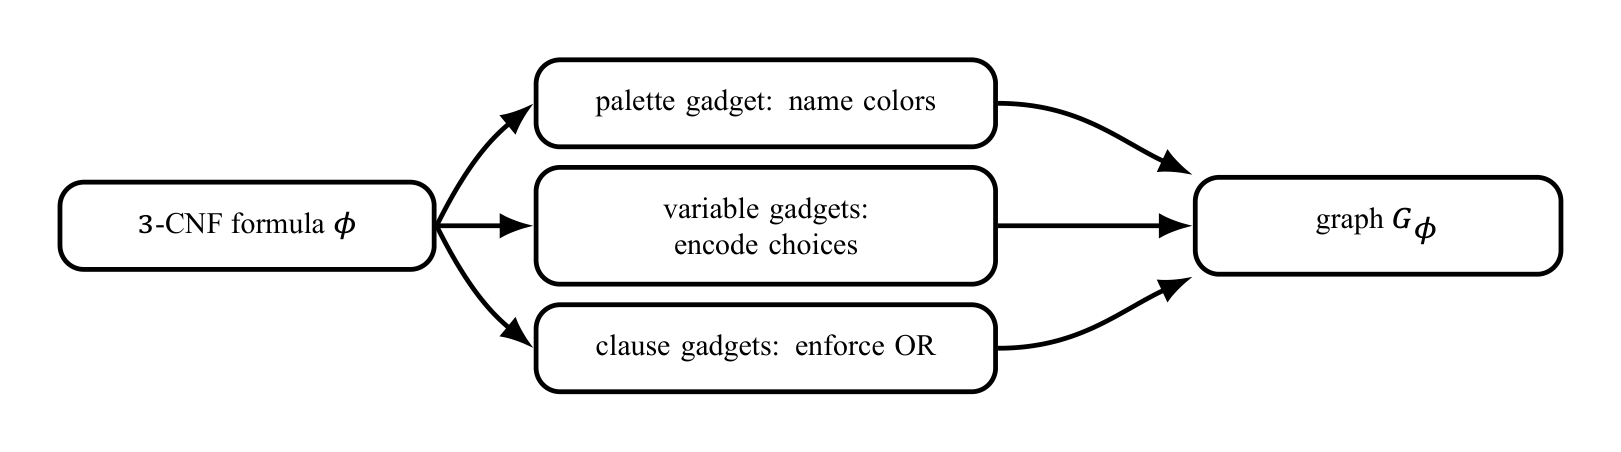 3-CNF formula ϕ
palette gadget: name colors
variable gadgets:
encode choices
clause gadgets: enforce OR
graph G_ϕ